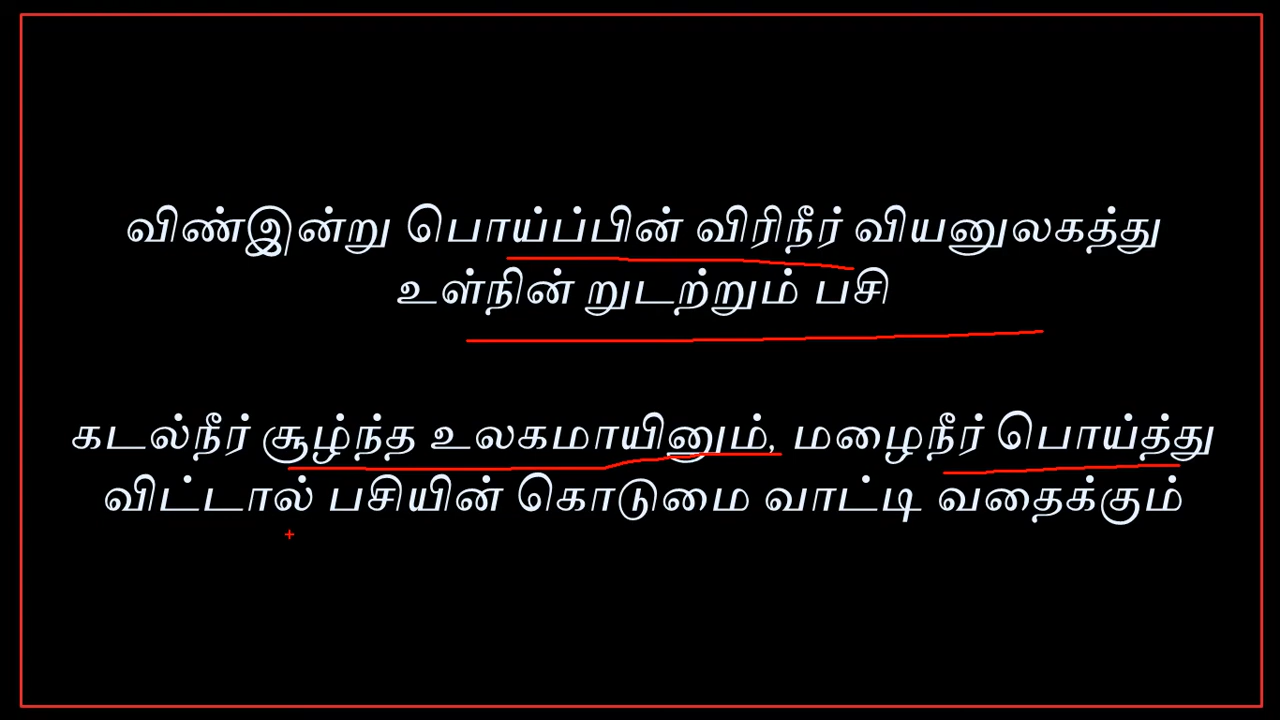 விண்இன்று பொய்ப்பின் விரிநீர் வியனுலகத்து
உள்நின் றுடற்றும் பசி
கடல்நீர் சூழ்ந்த உலகமாயினும், மழைநீர் பொய்த்து
விட்டால் பசியின் கொடுமை வாட்டி வதைக்கும்